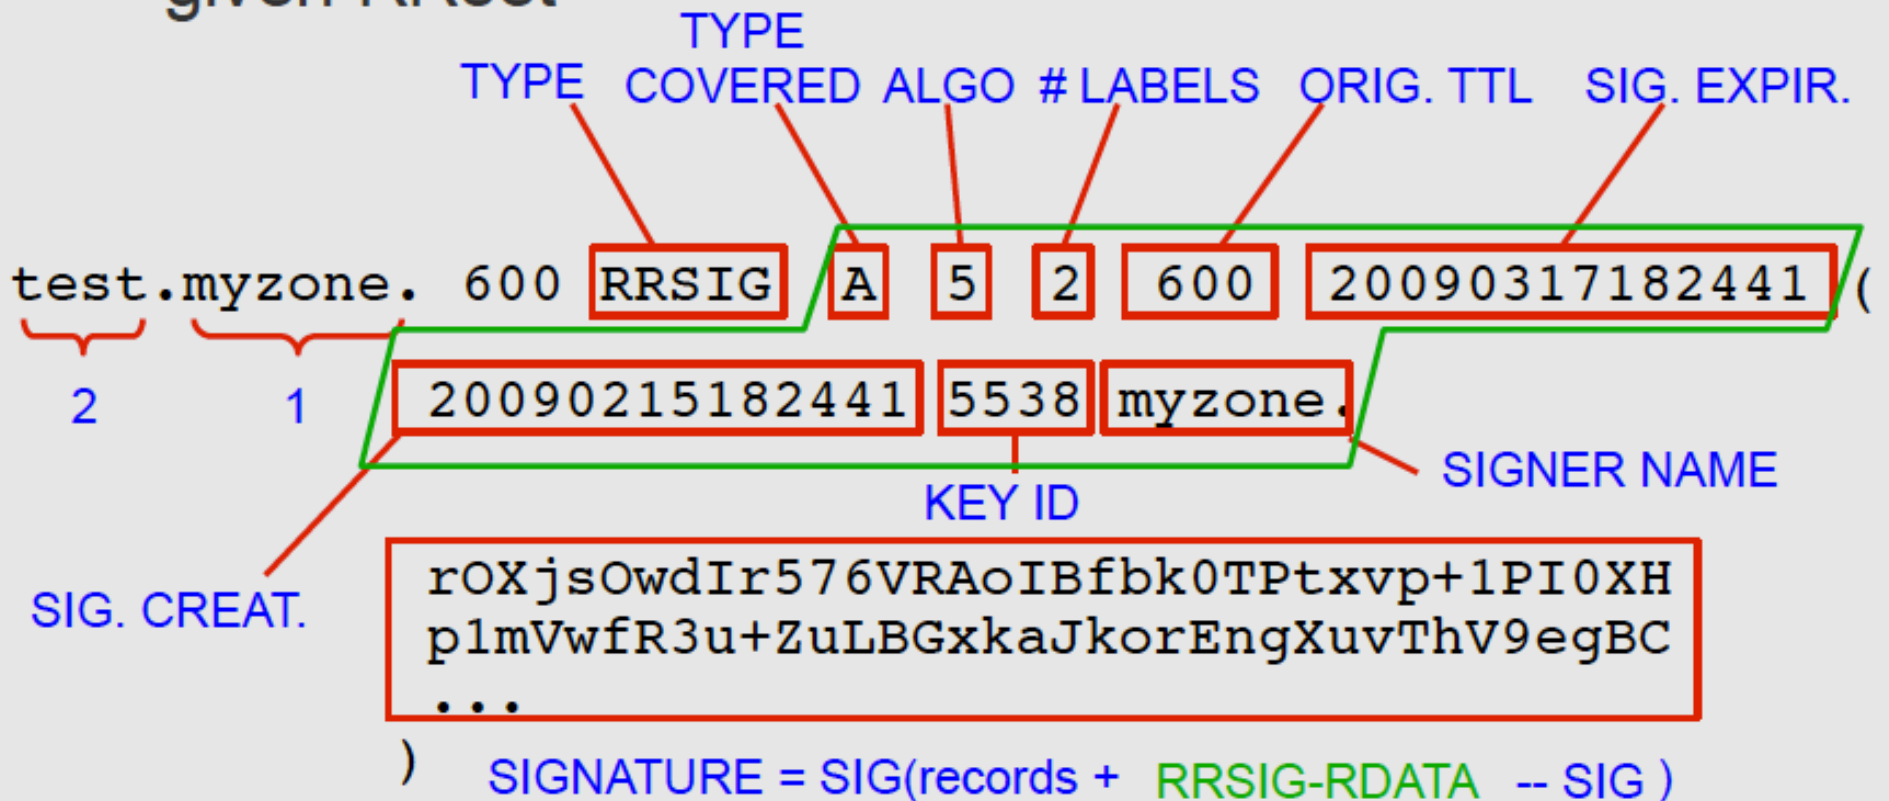 given RRset
TYPE
TYPE COVERED ALGO # LABELS ORIG. TTL SIG. EXPIR.
test.myzone. 600 RRSIG A 5 2 600 20090317182441 (
2 1 20090215182441 5538 myzone.
SIGNER NAME
KEY ID
SIG. CREAT.
rOXjsOwdIr576VRAoIBfbk0TPtxvp+1PI0XH
p1mVwfR3u+ZuLBGxkaJkorEngXuvThV9egBC
...
)
SIGNATURE = SIG(records + RRSIG-RDATA -- SIG )